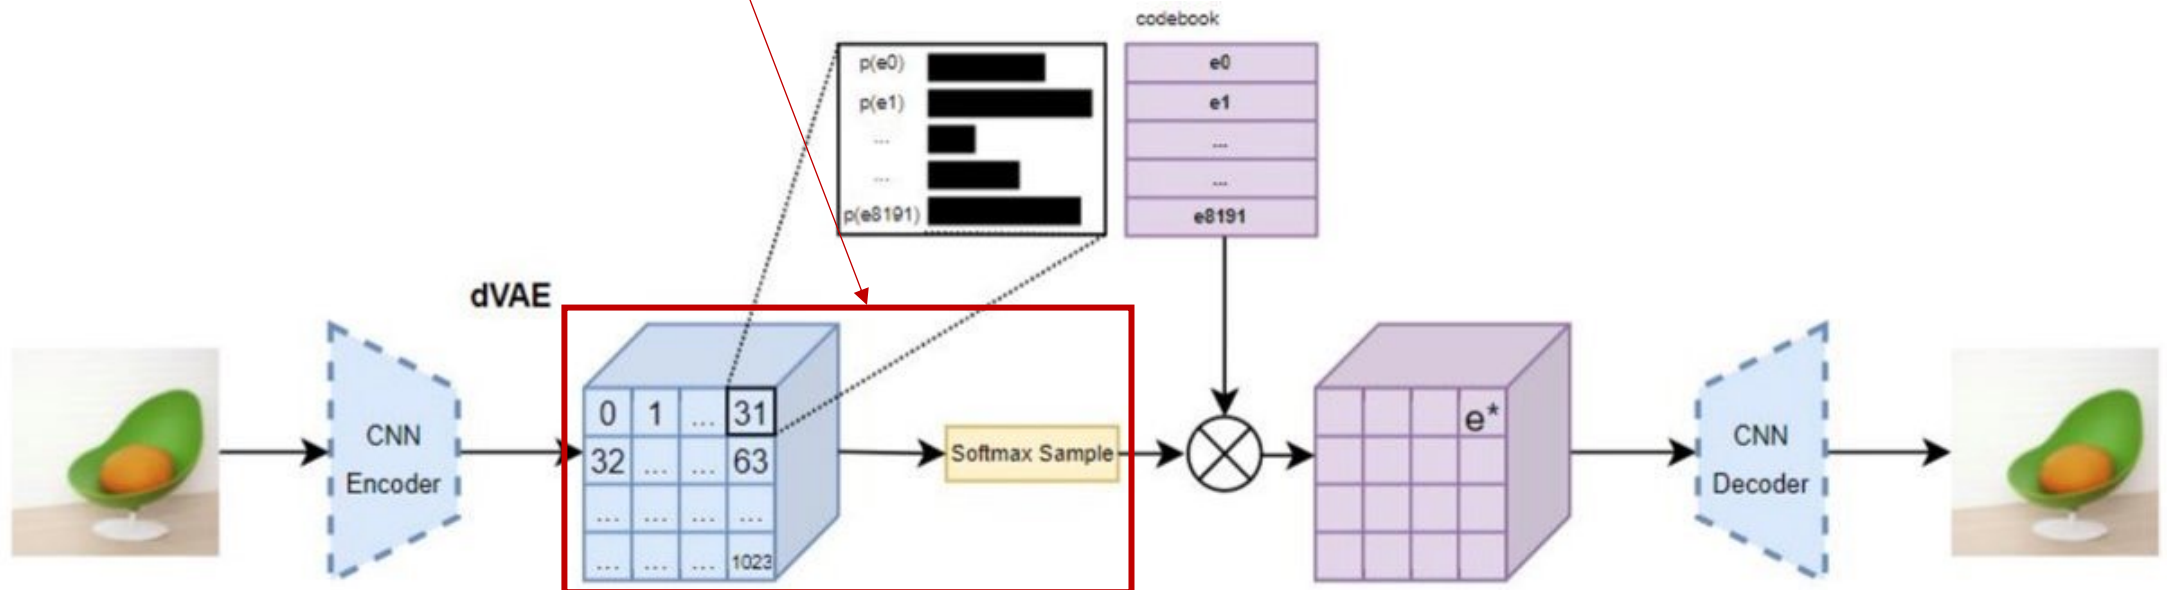 codebook
p(e0)
p(e1)
...
...
p(e8191)
e0
e1
...
...
e8191
dVAE
CNN
Encoder
0 1 ... 31
32 ... ... 63
... ... ... ...
... ... ... 1023
Softmax Sample
e*
CNN
Decoder